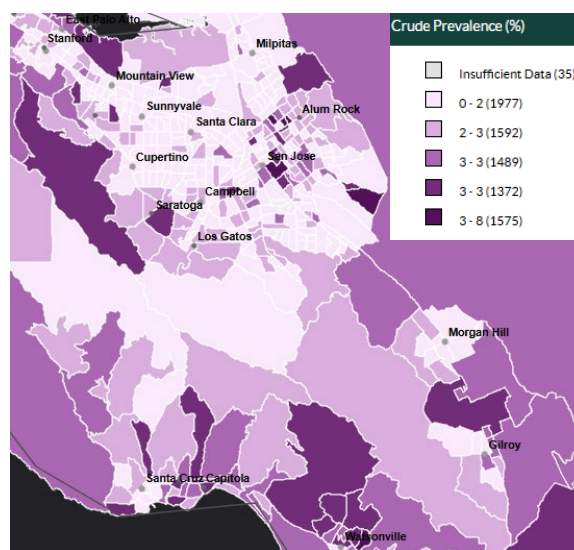 Crude Prevalence (%)
Insufficient Data (35)
0 - 2 (1977)
2 - 3 (1592)
3 - 3 (1489)
3 - 3 (1372)
3 - 8 (1575)
East Palo Alto
Stanford
Milpitas
Mountain View
Sunnyvale
Alum Rock
Santa Clara
Cupertino
San Jose
Campbell
Saratoga
Los Gatos
Morgan Hill
Gilroy
Santa Cruz
Capitola
Watsonville